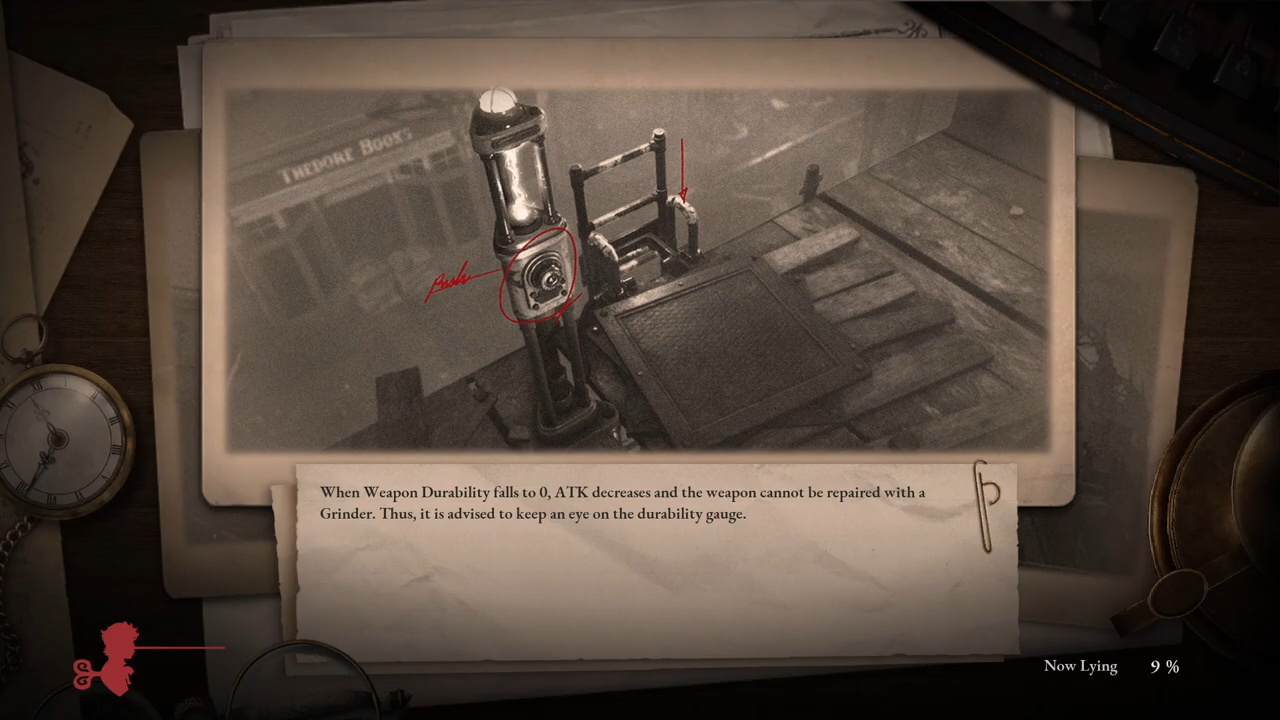 THEDORE BOOKS
When Weapon Durability falls to 0, ATK decreases and the weapon cannot be repaired with a
Grinder. Thus, it is advised to keep an eye on the durability gauge.
Now Lying 9 %